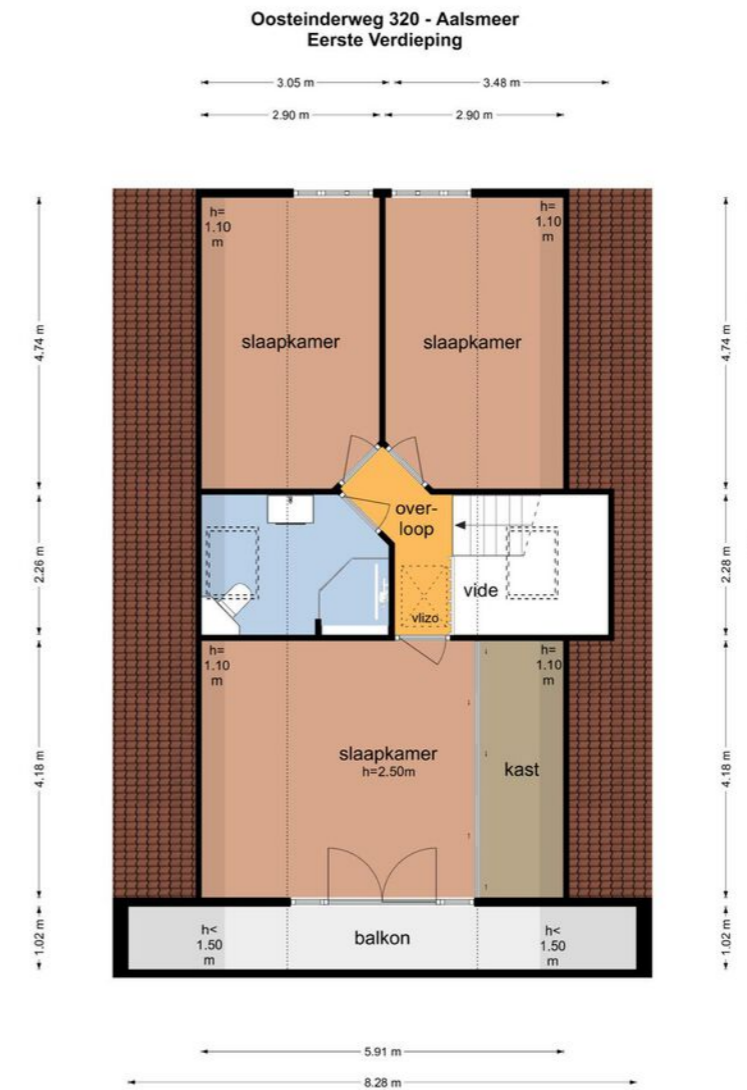 Oosteinderweg 320 - Aalsmeer
Eerste Verdieping
3.05 m
3.48 m
2.90 m
2.90 m
h=
1.10
m
h=
1.10
m
4.74 m
4.74 m
slaapkamer
slaapkamer
over-
loop
2.26 m
2.28 m
vide
vlizo
h=
1.10
m
h=
1.10
m
slaapkamer
h=2.50m
kast
4.18 m
4.18 m
h<
1.50
m
balkon
h<
1.50
m
1.02 m
1.02 m
5.91 m
8.28 m